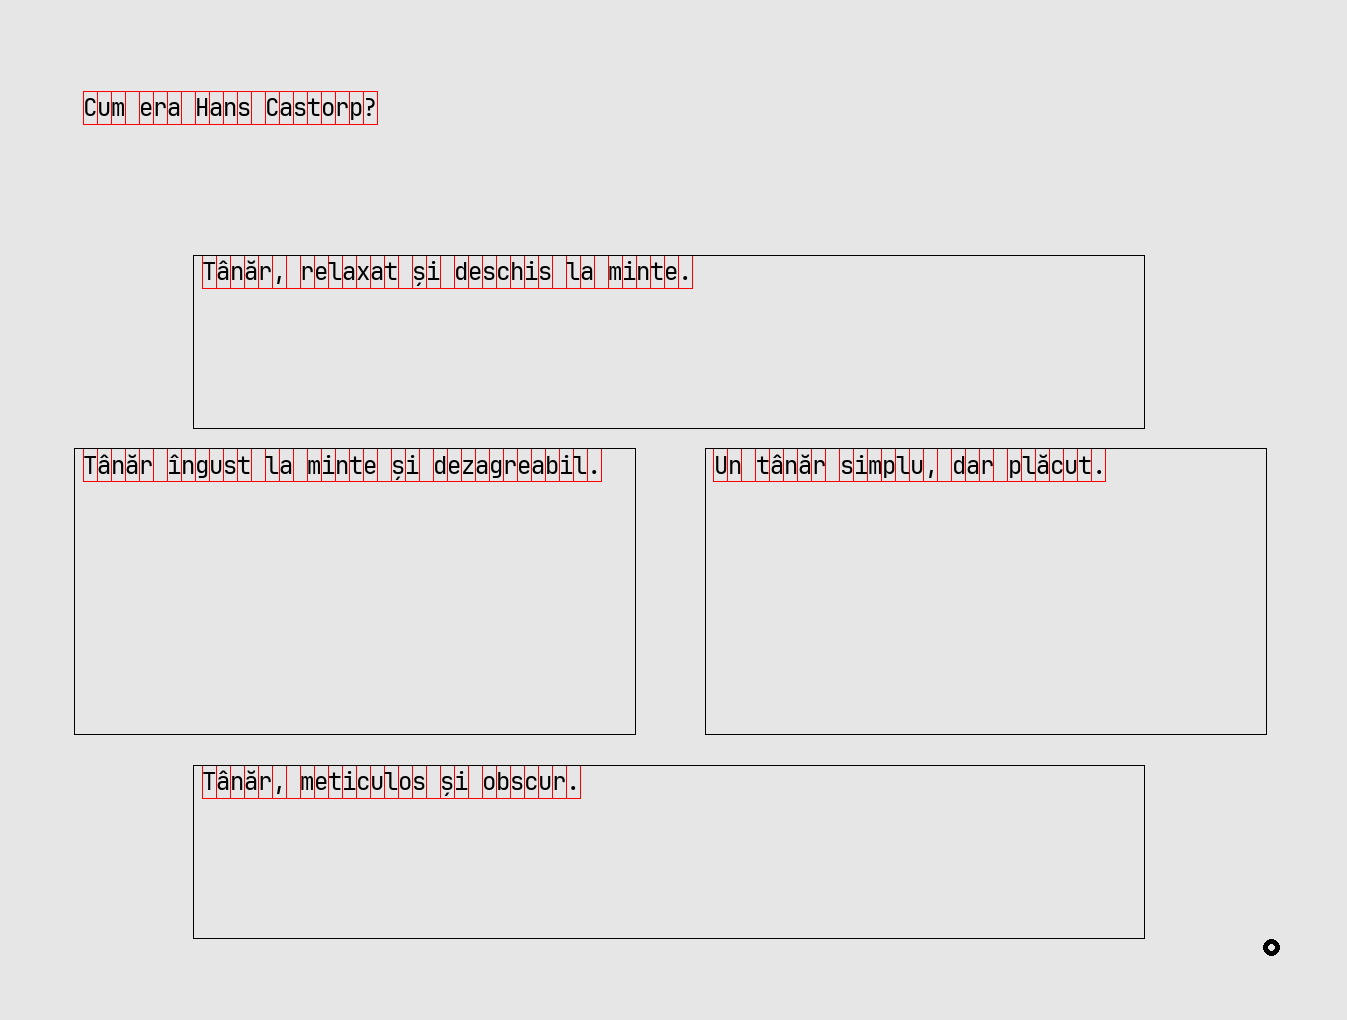 Cum era Hans Castorp?
Tânăr, relaxat și deschis la minte.
Tânăr îngust la minte și dezagreabil.
Un tânăr simplu, dar plăcut.
Tânăr, meticulos și obscur.